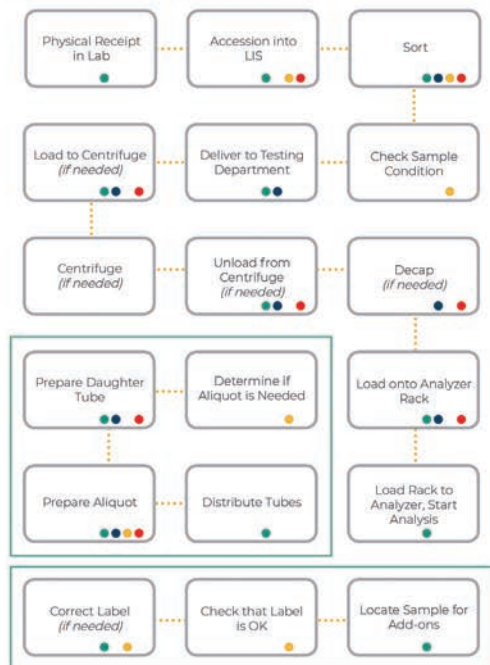 Physical Receipt
in Lab
Accession into
LIS
Sort
Load to Centrifuge
(if needed)
Deliver to Testing
Department
Check Sample
Condition
Centrifuge
(if needed)
Unload from
Centrifuge
(if needed)
Decap
(if needed)
Prepare Daughter
Tube
Determine if
Aliquot is Needed
Load onto Analyzer
Rack
Prepare Aliquot
Distribute Tubes
Load Rack to
Analyzer, Start
Analysis
Correct Label
(if needed)
Check that Label
is OK
Locate Sample for
Add-ons